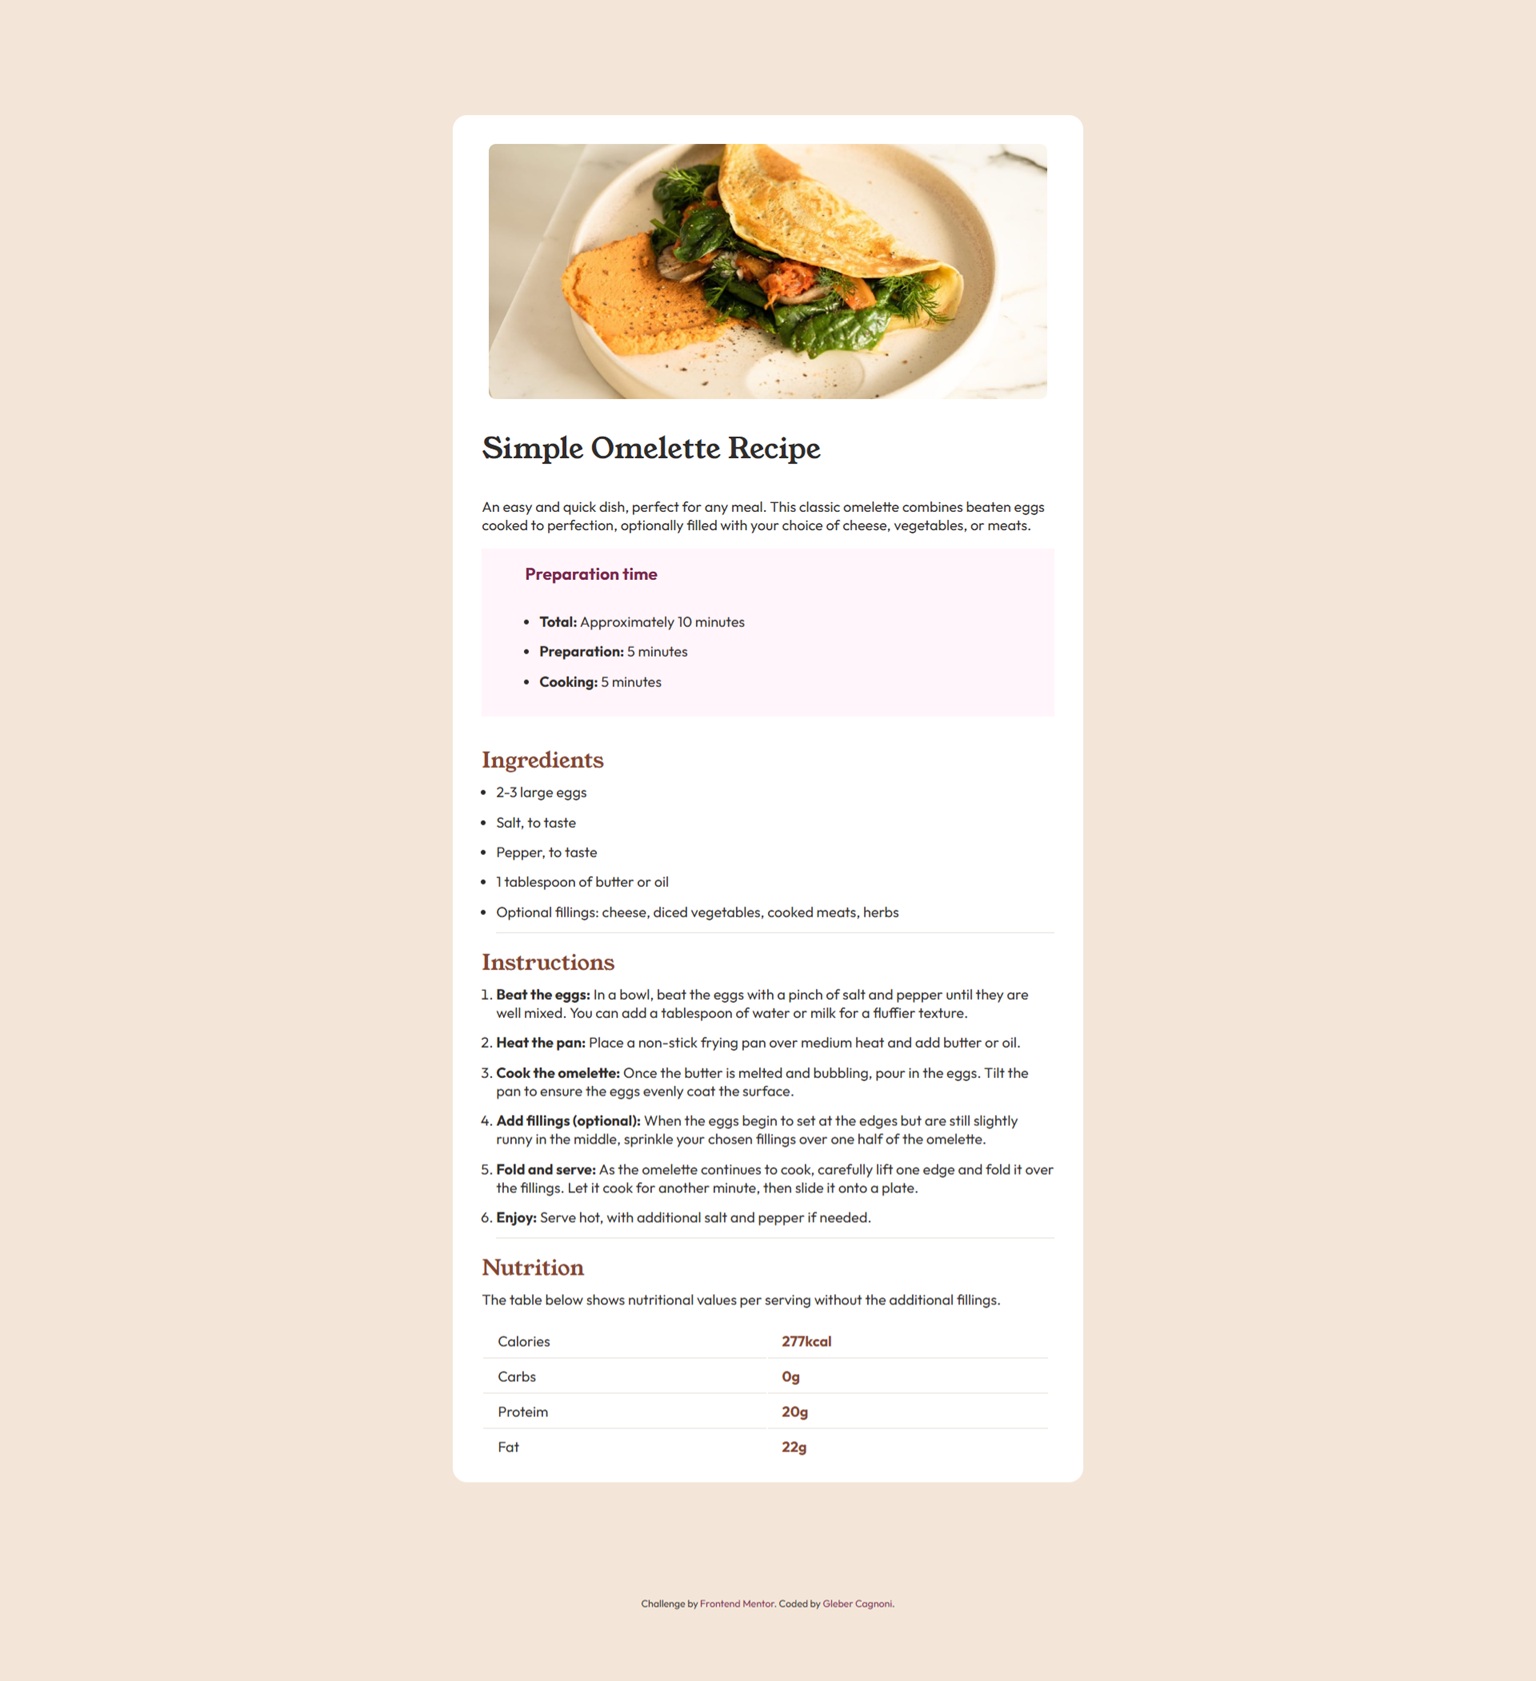 Simple Omelette Recipe
An easy and quick dish, perfect for any meal. This classic omelette combines beaten eggs
cooked to perfection, optionally filled with your choice of cheese, vegetables, or meats.
Preparation time
• Total: Approximately 10 minutes
• Preparation: 5 minutes
• Cooking: 5 minutes
Ingredients
• 2-3 large eggs
• Salt, to taste
• Pepper, to taste
• 1 tablespoon of butter or oil
• Optional fillings: cheese, diced vegetables, cooked meats, herbs
Instructions
1. Beat the eggs: In a bowl, beat the eggs with a pinch of salt and pepper until they are
well mixed. You can add a tablespoon of water or milk for a fluffier texture.
2. Heat the pan: Place a non-stick frying pan over medium heat and add butter or oil.
3. Cook the omelette: Once the butter is melted and bubbling, pour in the eggs. Tilt the
pan to ensure the eggs evenly coat the surface.
4. Add fillings (optional): When the eggs begin to set at the edges but are still slightly
runny in the middle, sprinkle your chosen fillings over one half of the omelette.
5. Fold and serve: As the omelette continues to cook, carefully lift one edge and fold it over
the fillings. Let it cook for another minute, then slide it onto a plate.
6. Enjoy: Serve hot, with additional salt and pepper if needed.
Nutrition
The table below shows nutritional values per serving without the additional fillings.
Calories 277kcal
Carbs 0g
Proteim 20g
Fat 22g
Challenge by Frontend Mentor. Coded by Gleber Cagnoni.